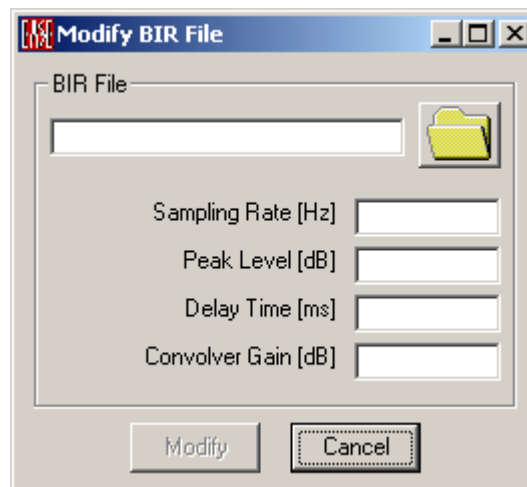 EASE Modify BIR File
BIR File
Sampling Rate [Hz]
Peak Level [dB]
Delay Time [ms]
Convolver Gain [dB]
Modify
Cancel